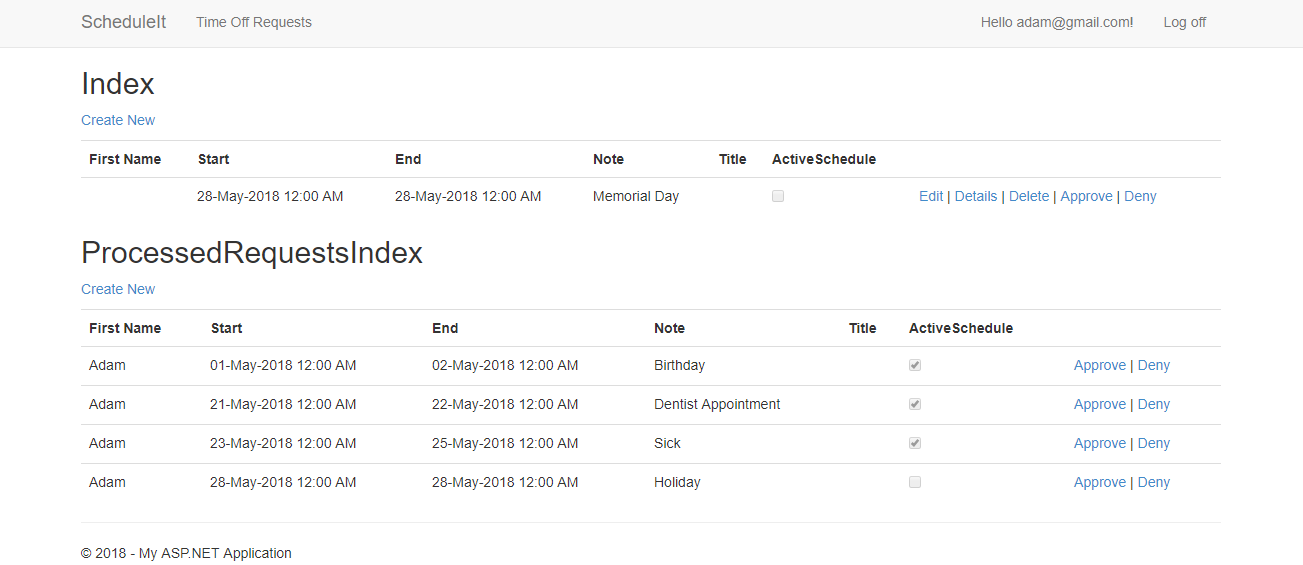 ScheduleIt Time Off Requests Hello adam@gmail.com! Log off
Index
Create New
First Name Start End Note Title ActiveSchedule
28-May-2018 12:00 AM 28-May-2018 12:00 AM Memorial Day Edit | Details | Delete | Approve | Deny
ProcessedRequestsIndex
Create New
First Name Start End Note Title ActiveSchedule
Adam 01-May-2018 12:00 AM 02-May-2018 12:00 AM Birthday Approve | Deny
Adam 21-May-2018 12:00 AM 22-May-2018 12:00 AM Dentist Appointment Approve | Deny
Adam 23-May-2018 12:00 AM 25-May-2018 12:00 AM Sick Approve | Deny
Adam 28-May-2018 12:00 AM 28-May-2018 12:00 AM Holiday Approve | Deny
© 2018 - My ASP.NET Application